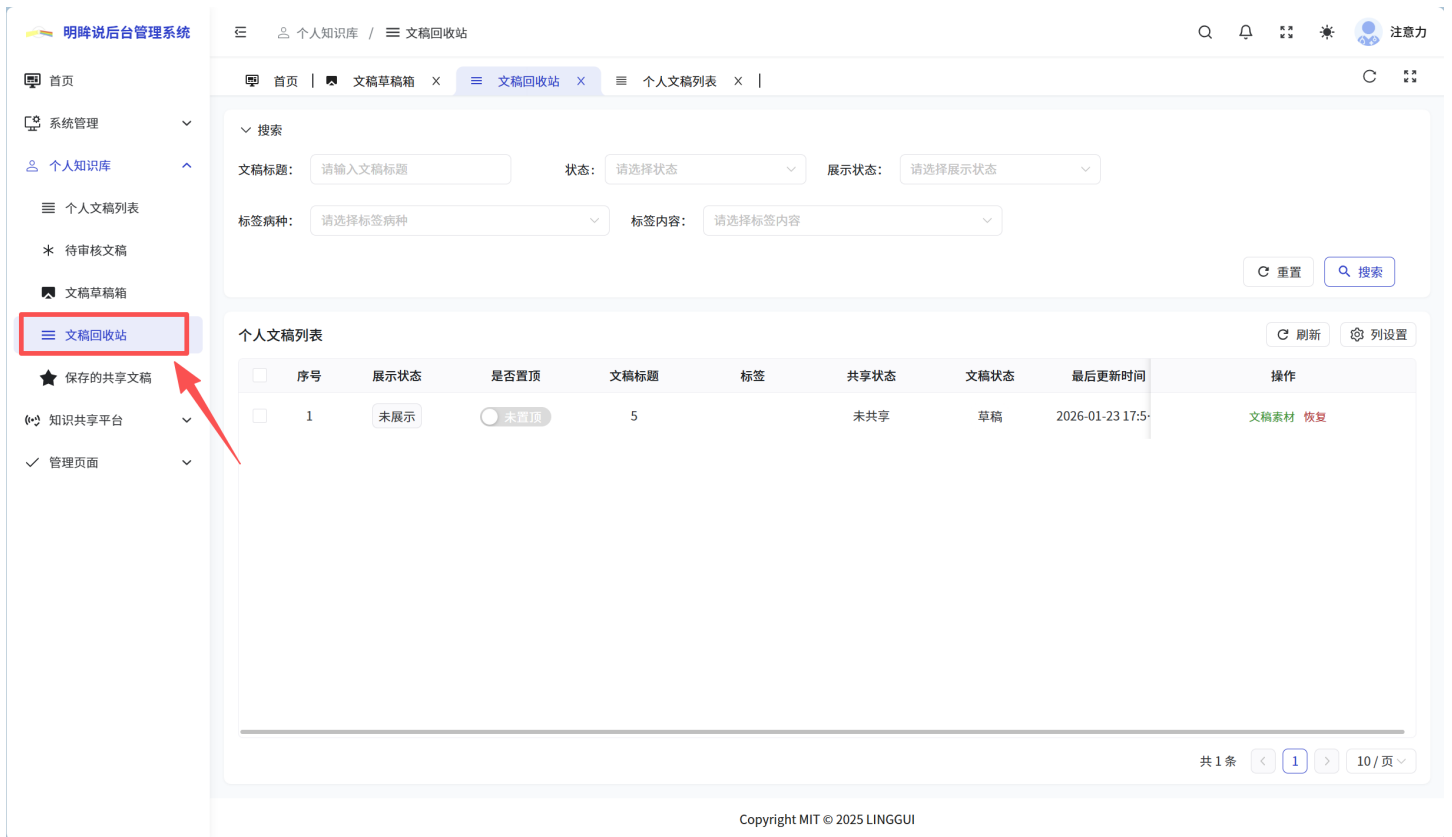 明眸说后台管理系统
个人知识库 / 文稿回收站
注意力
首页
系统管理
个人知识库
个人文稿列表
待审核文稿
文稿草稿箱
文稿回收站
保存的共享文稿
知识共享平台
管理页面
首页 | 文稿草稿箱 X 文稿回收站 X 个人文稿列表 X |
搜索
文稿标题： 请输入文稿标题 状态： 请选择状态 展示状态： 请选择展示状态
标签病种： 请选择标签病种 标签内容： 请选择标签内容
重置 搜索
个人文稿列表 刷新 列设置
序号 展示状态 是否置顶 文稿标题 标签 共享状态 文稿状态 最后更新时间 操作
1 未展示 未置顶 5 未共享 草稿 2026-01-23 17:5 文稿素材 恢复
共 1 条 < 1 > 10 / 页
Copyright MIT © 2025 LINGGUI